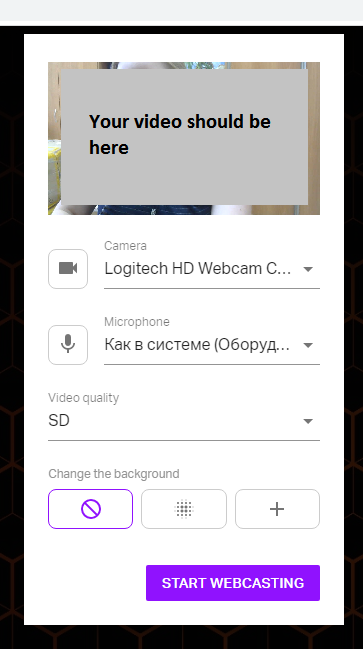 Your video should be
here
Camera
Logitech HD Webcam C...
Microphone
Как в системе (Оборуд...
Video quality
SD
Change the background
START WEBCASTING